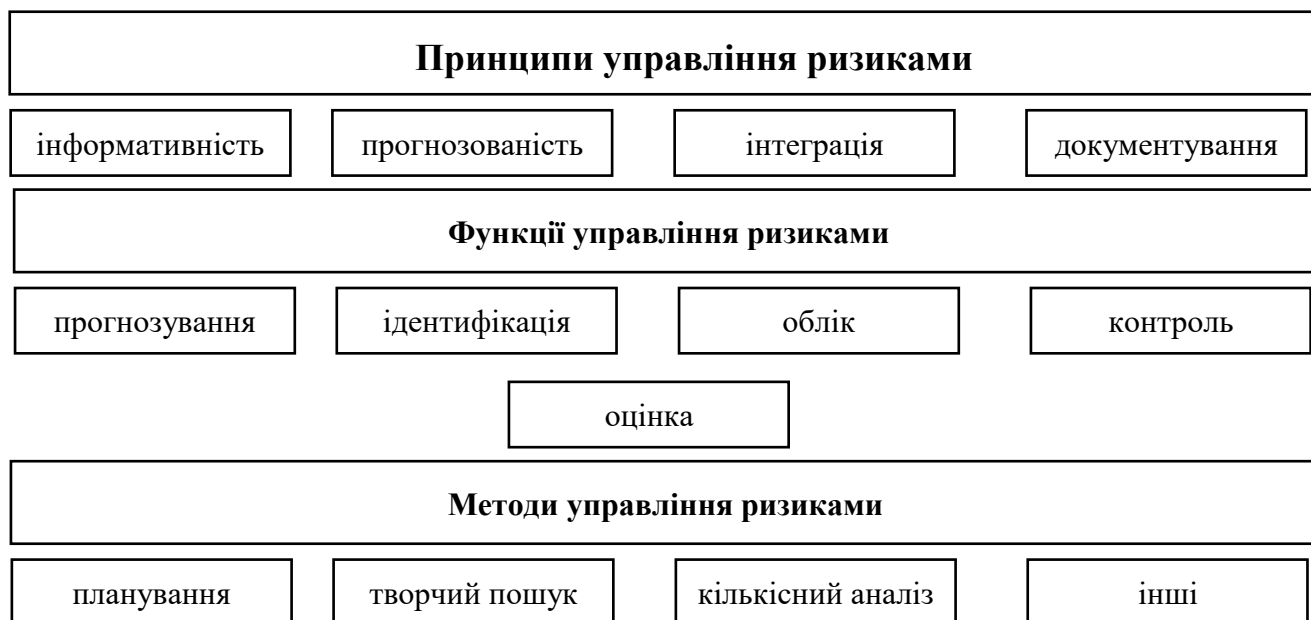 Принципи управління ризиками
інформативність прогнозованість інтеграція документування
Функції управління ризиками
прогнозування ідентифікація облік контроль
оцінка
Методи управління ризиками
планування творчий пошук кількісний аналіз інші